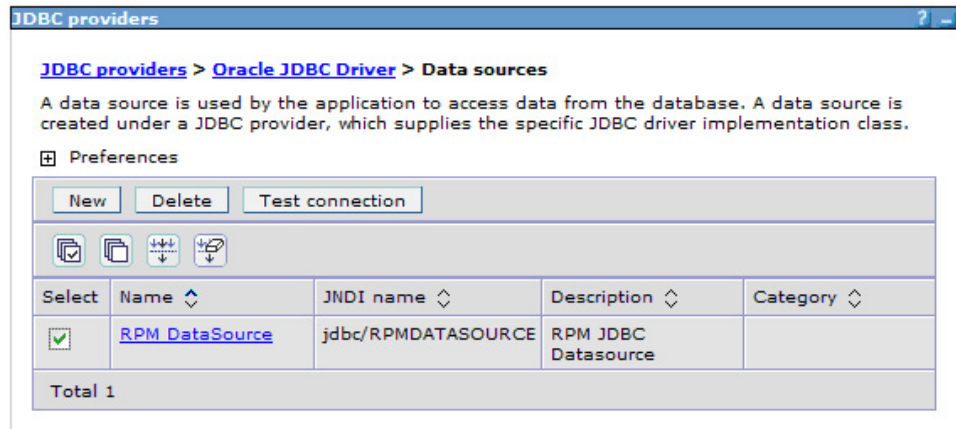 JDBC providers ? –
JDBC providers > Oracle JDBC Driver > Data sources
A data source is used by the application to access data from the database. A data source is
created under a JDBC provider, which supplies the specific JDBC driver implementation class.
Preferences
New Delete Test connection
Select Name JNDI name Description Category
RPM DataSource jdbc/RPMDATASOURCE RPM JDBC
Datasource
Total 1